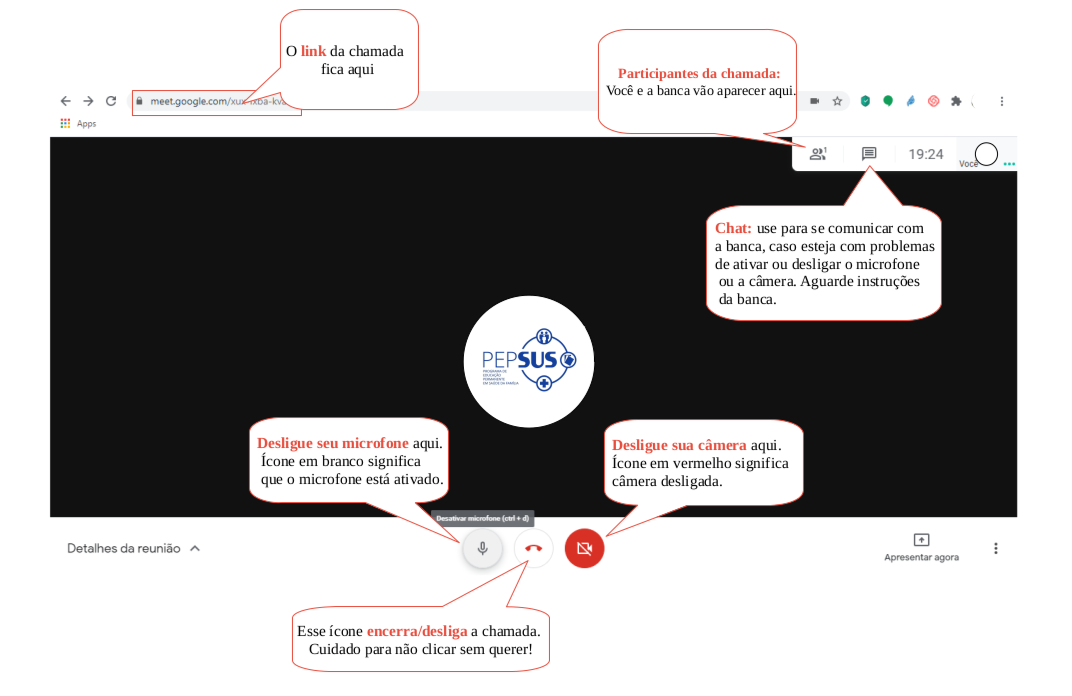 O link da chamada
fica aqui
Participantes da chamada:
Você e a banca vão aparecer aqui.
meet.google.com/xux-
Apps
1
19:24
Você
Chat: use para se comunicar com
a banca, caso esteja com problemas
de ativar ou desligar o microfone
ou a câmera. Aguarde instruções
da banca.
PEPSUS
PROGRAMA DE
EDUCAÇÃO
PERMANENTE
EM SAÚDE DA FAMÍLIA
Desligue seu microfone aqui.
Ícone em branco significa
que o microfone está ativado.
Desligue sua câmera aqui.
Ícone em vermelho significa
câmera desligada.
Desativar microfone (ctrl + d)
Detalhes da reunião
Apresentar agora
Esse ícone encerra/desliga a chamada.
Cuidado para não clicar sem querer!